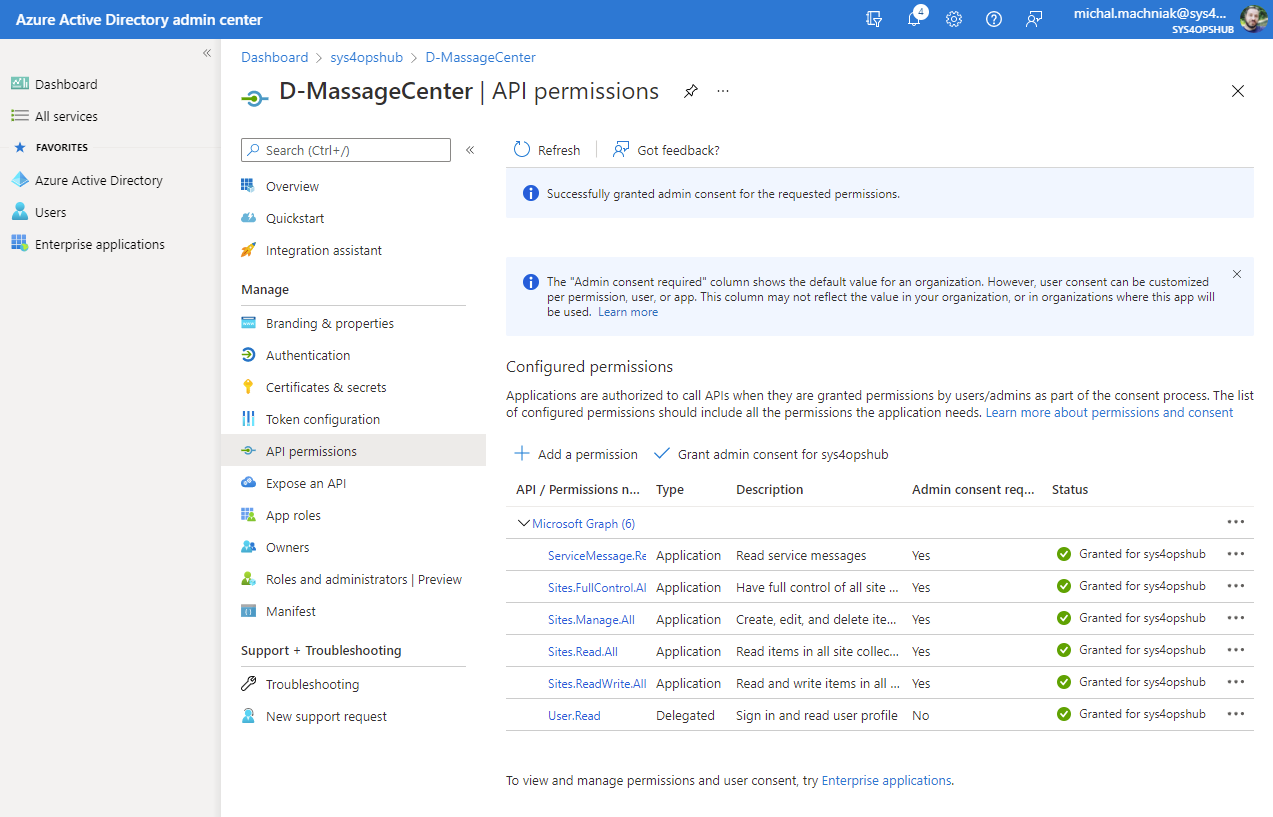 Azure Active Directory admin center
4
michal.machniak@sys4...
SYS4OPSHUB
Dashboard
All services
FAVORITES
Azure Active Directory
Users
Enterprise applications
Dashboard > sys4opshub > D-MassageCenter
D-MassageCenter | API permissions
Search (Ctrl+/)
Overview
Quickstart
Integration assistant
Manage
Branding & properties
Authentication
Certificates & secrets
Token configuration
API permissions
Expose an API
App roles
Owners
Roles and administrators | Preview
Manifest
Support + Troubleshooting
Troubleshooting
New support request
Refresh
Got feedback?
Successfully granted admin consent for the requested permissions.
The "Admin consent required" column shows the default value for an organization. However, user consent can be customized
per permission, user, or app. This column may not reflect the value in your organization, or in organizations where this app will
be used. Learn more
Configured permissions
Applications are authorized to call APIs when they are granted permissions by users/admins as part of the consent process. The list
of configured permissions should include all the permissions the application needs. Learn more about permissions and consent
Add a permission
Grant admin consent for sys4opshub
API / Permissions n... Type Description Admin consent req... Status
Microsoft Graph (6)
ServiceMessage.Re Application Read service messages Yes Granted for sys4opshub
Sites.FullControl.Al Application Have full control of all site ... Yes Granted for sys4opshub
Sites.Manage.All Application Create, edit, and delete ite... Yes Granted for sys4opshub
Sites.Read.All Application Read items in all site collec... Yes Granted for sys4opshub
Sites.ReadWrite.All Application Read and write items in all ... Yes Granted for sys4opshub
User.Read Delegated Sign in and read user profile No Granted for sys4opshub
To view and manage permissions and user consent, try Enterprise applications.